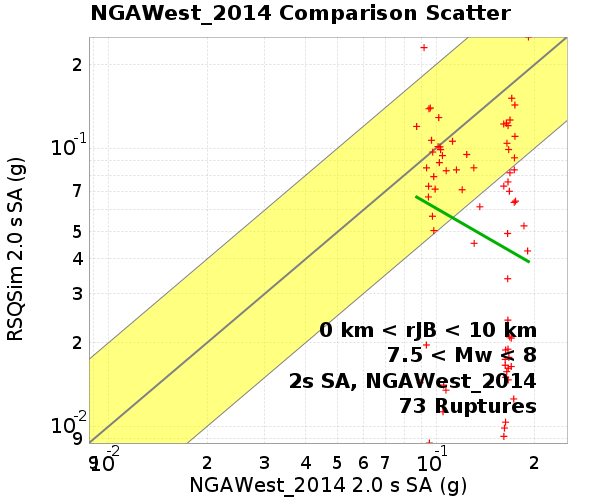 NGAWest_2014 Comparison Scatter
RSQSim 2.0 s SA (g)
2
10-1
7
5
4
3
2
10-2
9
0 km < rJB < 10 km
7.5 < Mw < 8
2s SA, NGAWest_2014
73 Ruptures
9
10-2
2
3
4
5
6
7
10-1
2
NGAWest_2014 2.0 s SA (g)